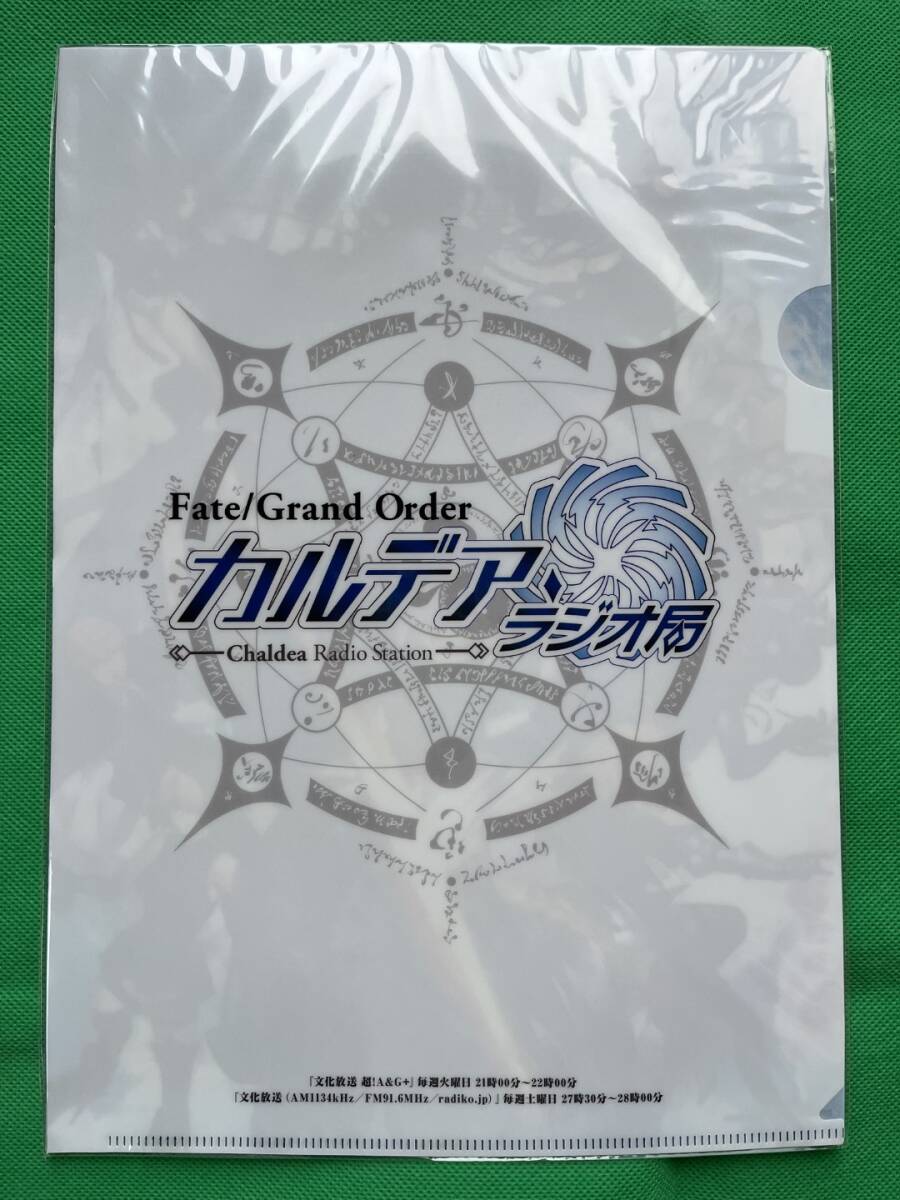 Fate/Grand Order
カルデア・ラジオ局
Chaldea Radio Station
「文化放送 超!A&G+」毎週火曜日 21時00分～22時00分
「文化放送(AM1134kHz/FM91.6MHz/radiko.jp)」毎週土曜日 27時30分～28時00分